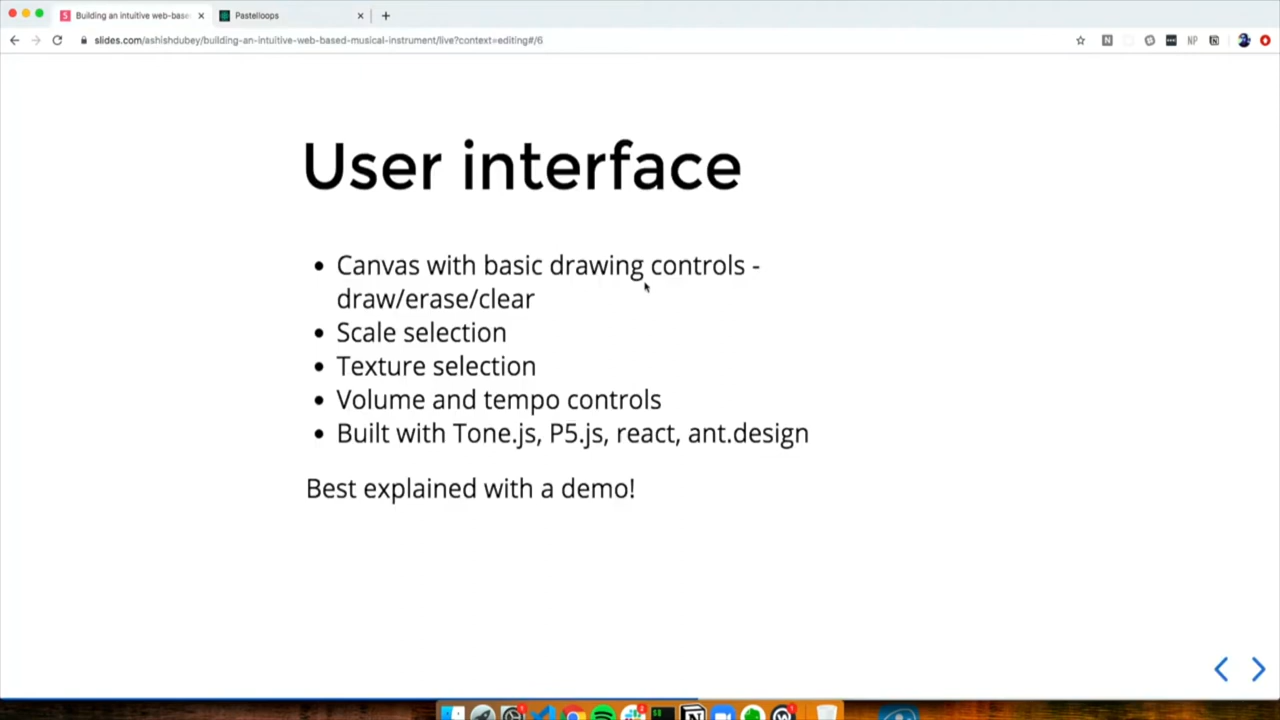 Building an intuitive web-base
Pastelloops
slides.com/ashishdubey/building-an-intuitive-web-based-musical-instrument/live?context=editing#/6
NP
User interface
• Canvas with basic drawing controls -
draw/erase/clear
• Scale selection
• Texture selection
• Volume and tempo controls
• Built with Tone.js, P5.js, react, ant.design
Best explained with a demo!